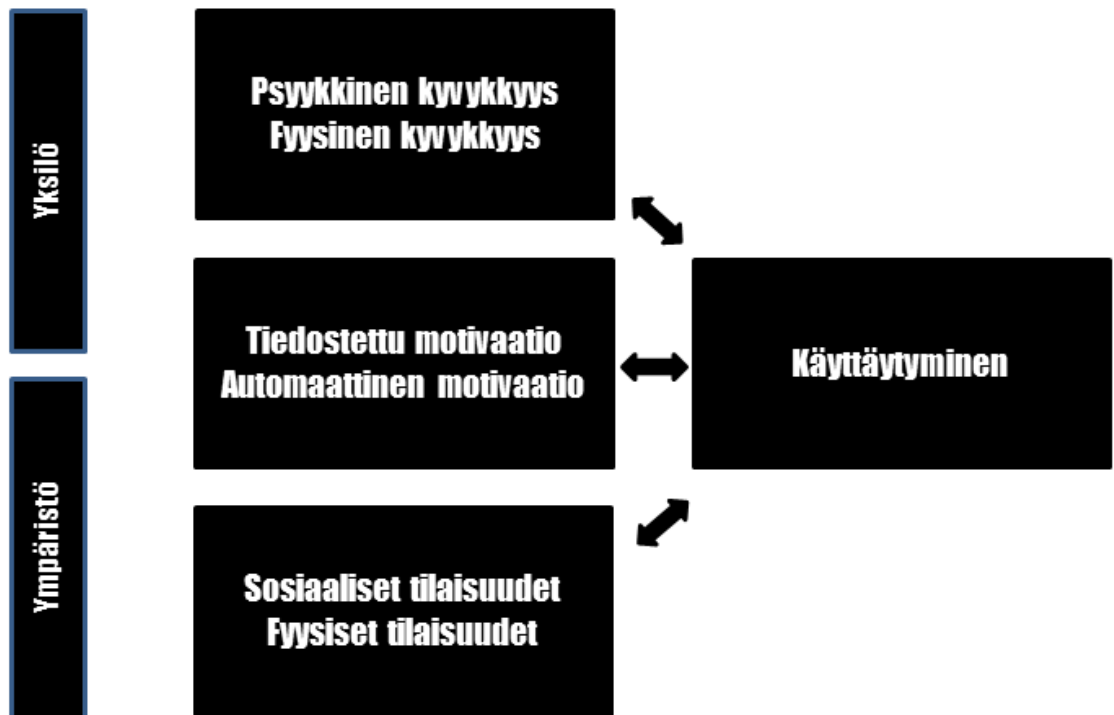 Yksilö
Psyykkinen kyvykkyys
Fyysinen kyvykkyys
Tiedostettu motivaatio
Automaattinen motivaatio
Käyttäytyminen
Ympäristö
Sosiaaliset tilaisuudet
Fyysiset tilaisuudet